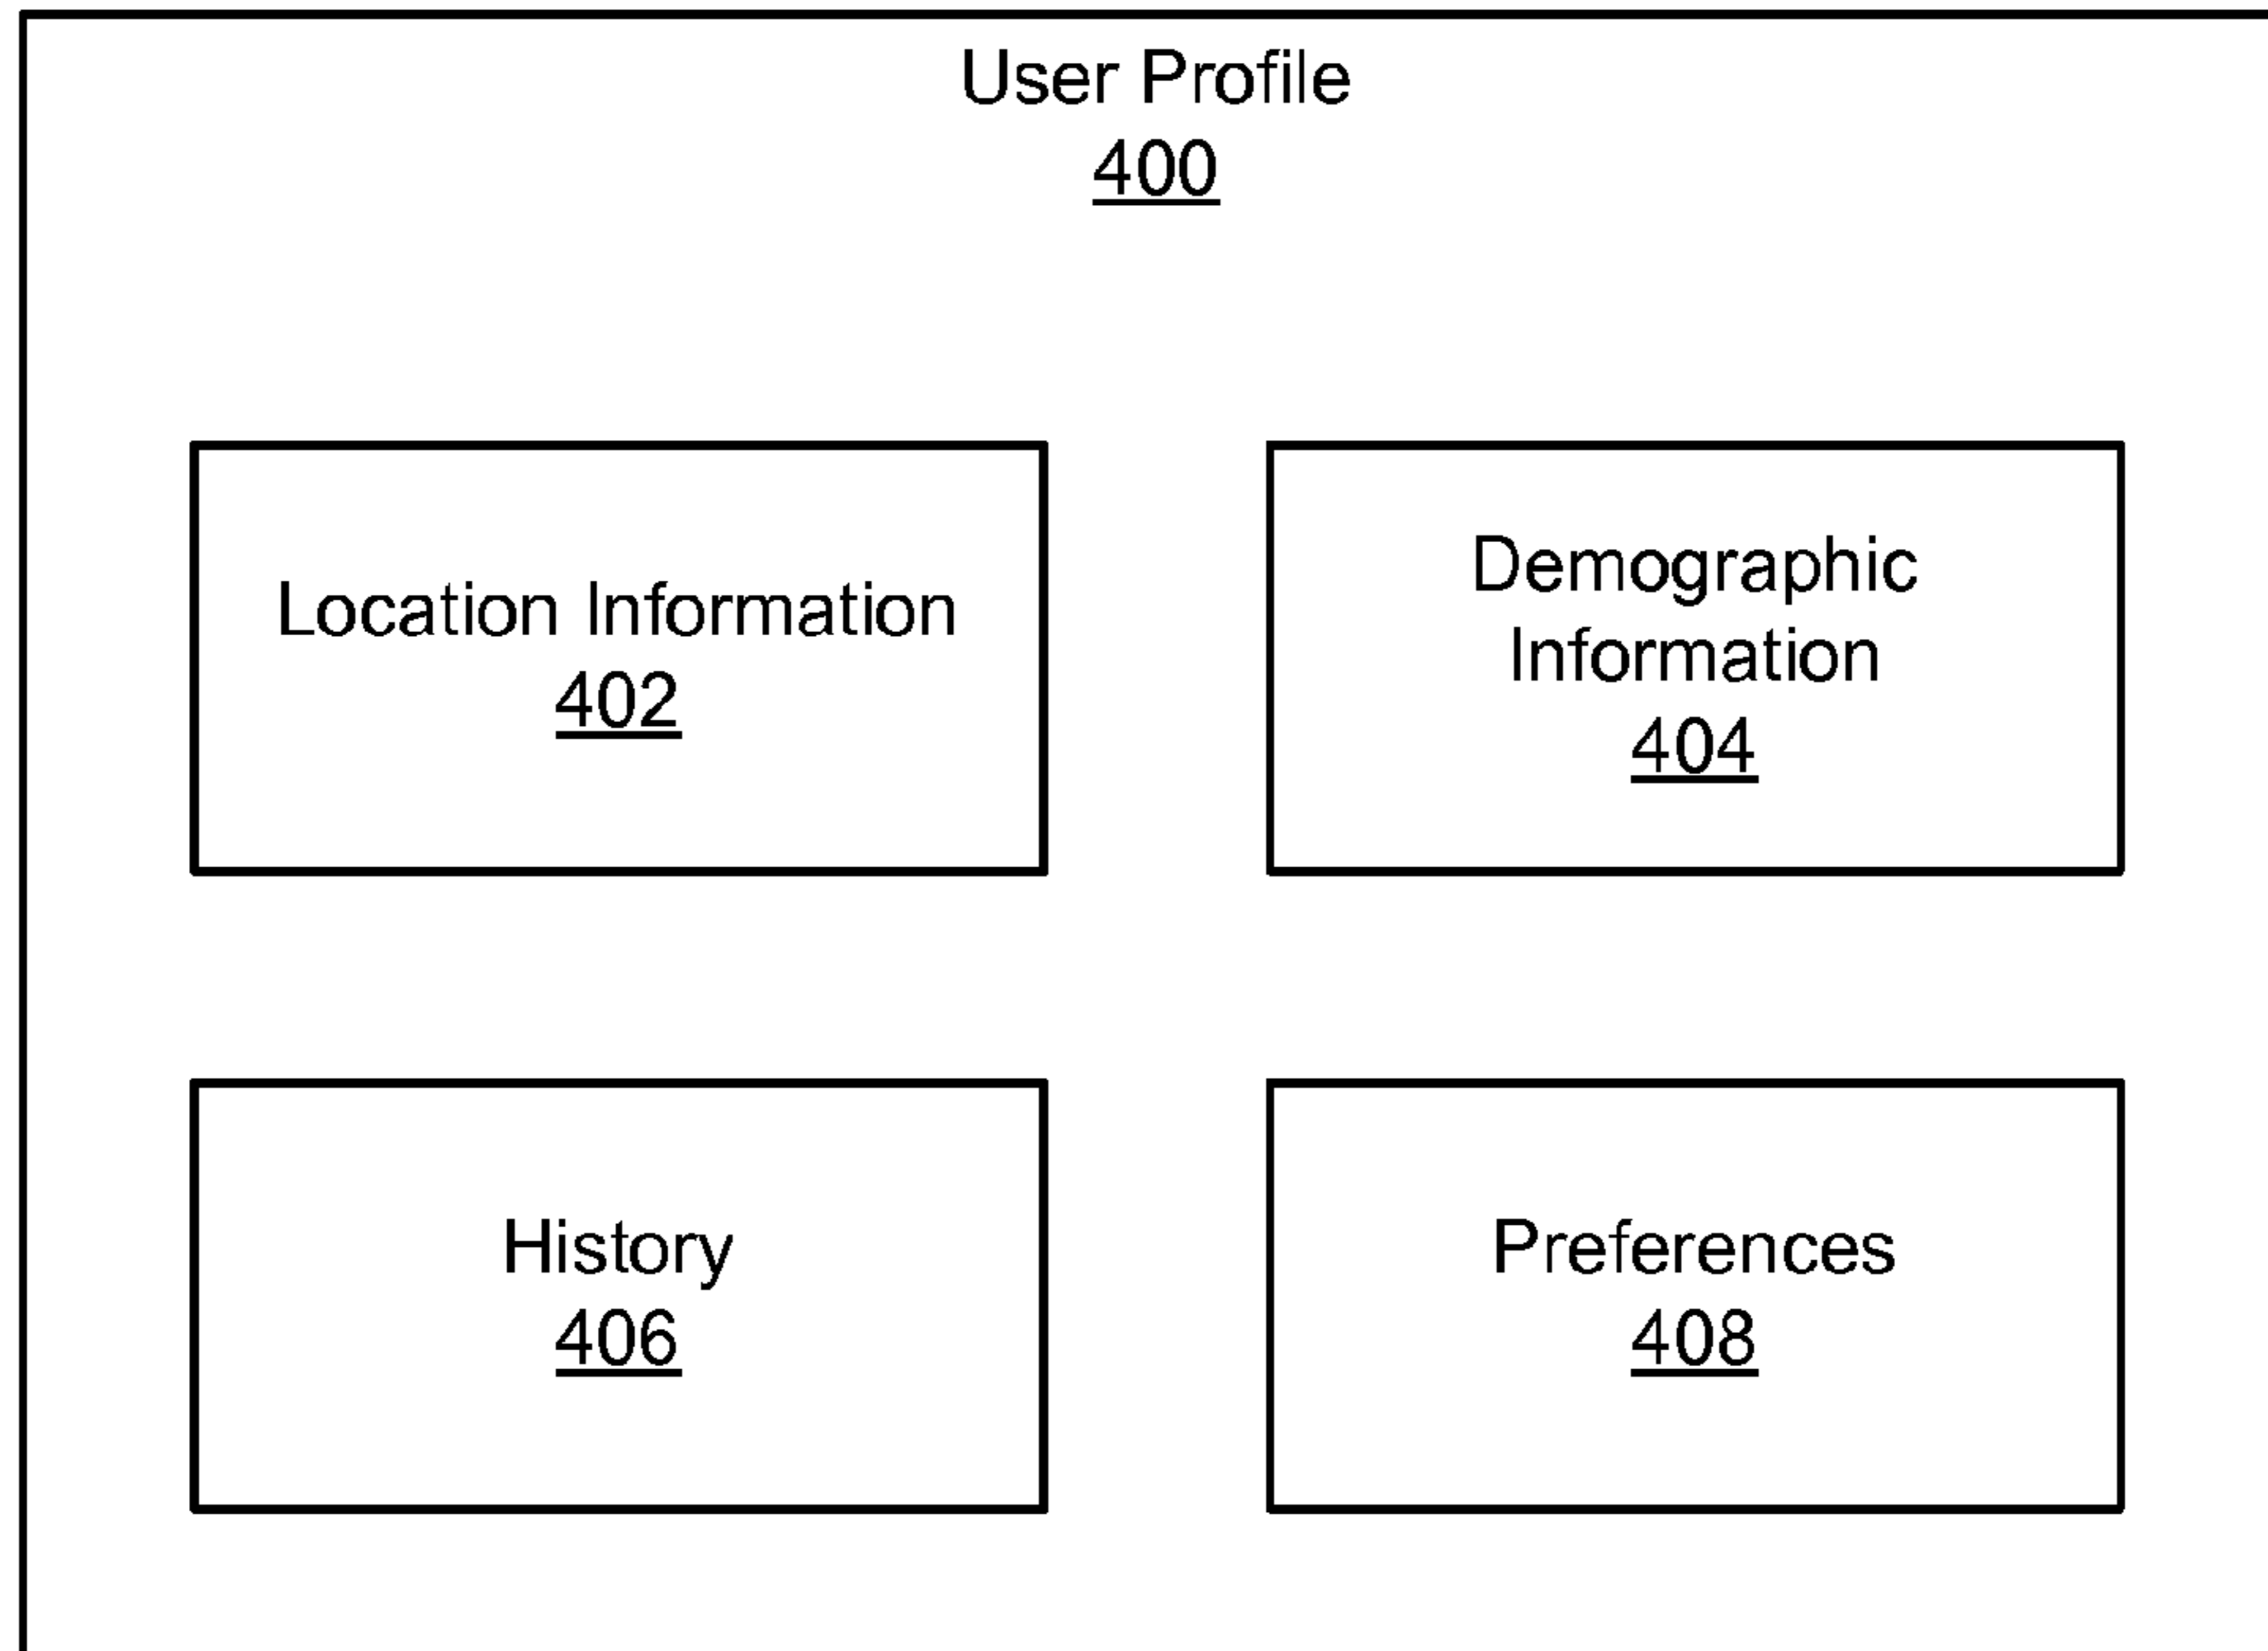 User Profile
400
Location Information
402
Demographic
Information
404
History
406
Preferences
408